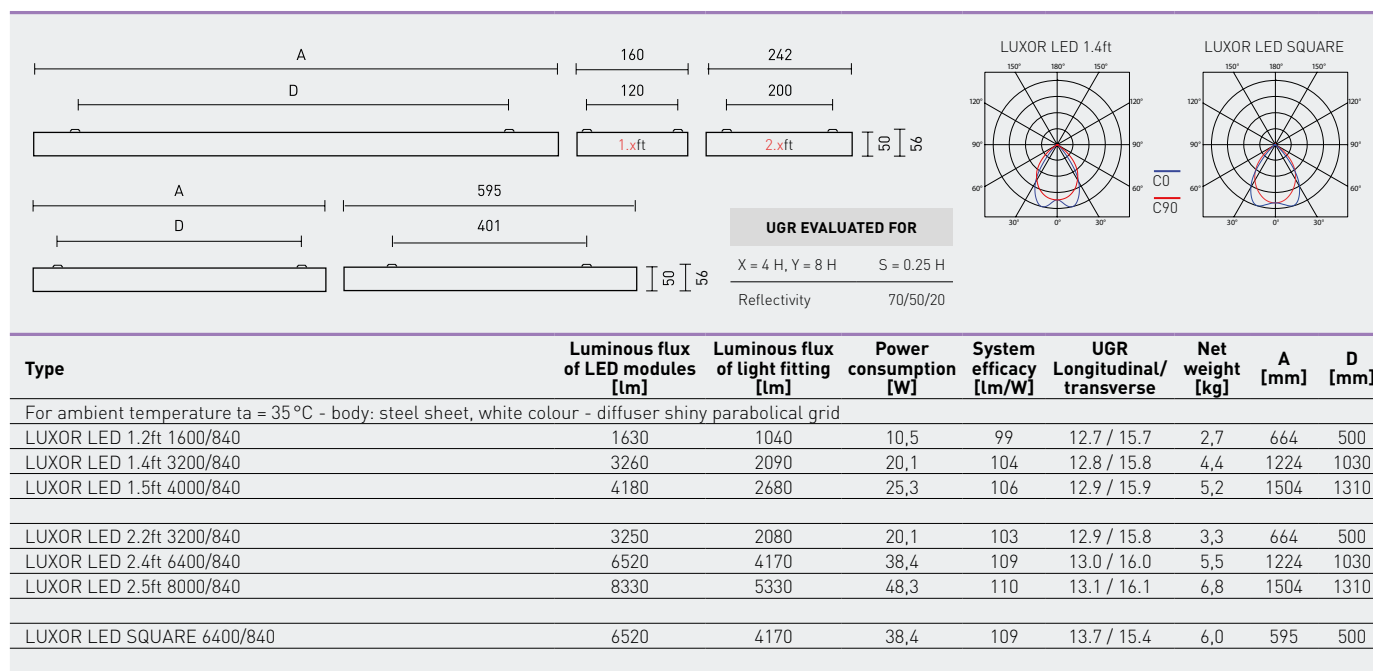 A 160 242 LUXOR LED 1.4ft LUXOR LED SQUARE
D 120 200
1.xft 2.xft 50 56
150° 180° 150° 150° 180° 150°
120° 120° 120° 120°
90° 90° 90° 90°
60° 60° 60° 60°
30° 0° 30° 30° 0° 30°
C0
C90
A 595
D 401
50 56
UGR EVALUATED FOR
X = 4 H, Y = 8 H S = 0.25 H
Reflectivity 70/50/20
Type Luminous flux of LED modules [lm] Luminous flux of light fitting [lm] Power consumption [W] System efficacy [lm/W] UGR Longitudinal/ transverse Net weight [kg] A [mm] D [mm]
For ambient temperature ta = 35 °C - body: steel sheet, white colour - diffuser shiny parabolical grid
LUXOR LED 1.2ft 1600/840 1630 1040 10,5 99 12.7 / 15.7 2,7 664 500
LUXOR LED 1.4ft 3200/840 3260 2090 20,1 104 12.8 / 15.8 4,4 1224 1030
LUXOR LED 1.5ft 4000/840 4180 2680 25,3 106 12.9 / 15.9 5,2 1504 1310
LUXOR LED 2.2ft 3200/840 3250 2080 20,1 103 12.9 / 15.8 3,3 664 500
LUXOR LED 2.4ft 6400/840 6520 4170 38,4 109 13.0 / 16.0 5,5 1224 1030
LUXOR LED 2.5ft 8000/840 8330 5330 48,3 110 13.1 / 16.1 6,8 1504 1310
LUXOR LED SQUARE 6400/840 6520 4170 38,4 109 13.7 / 15.4 6,0 595 500